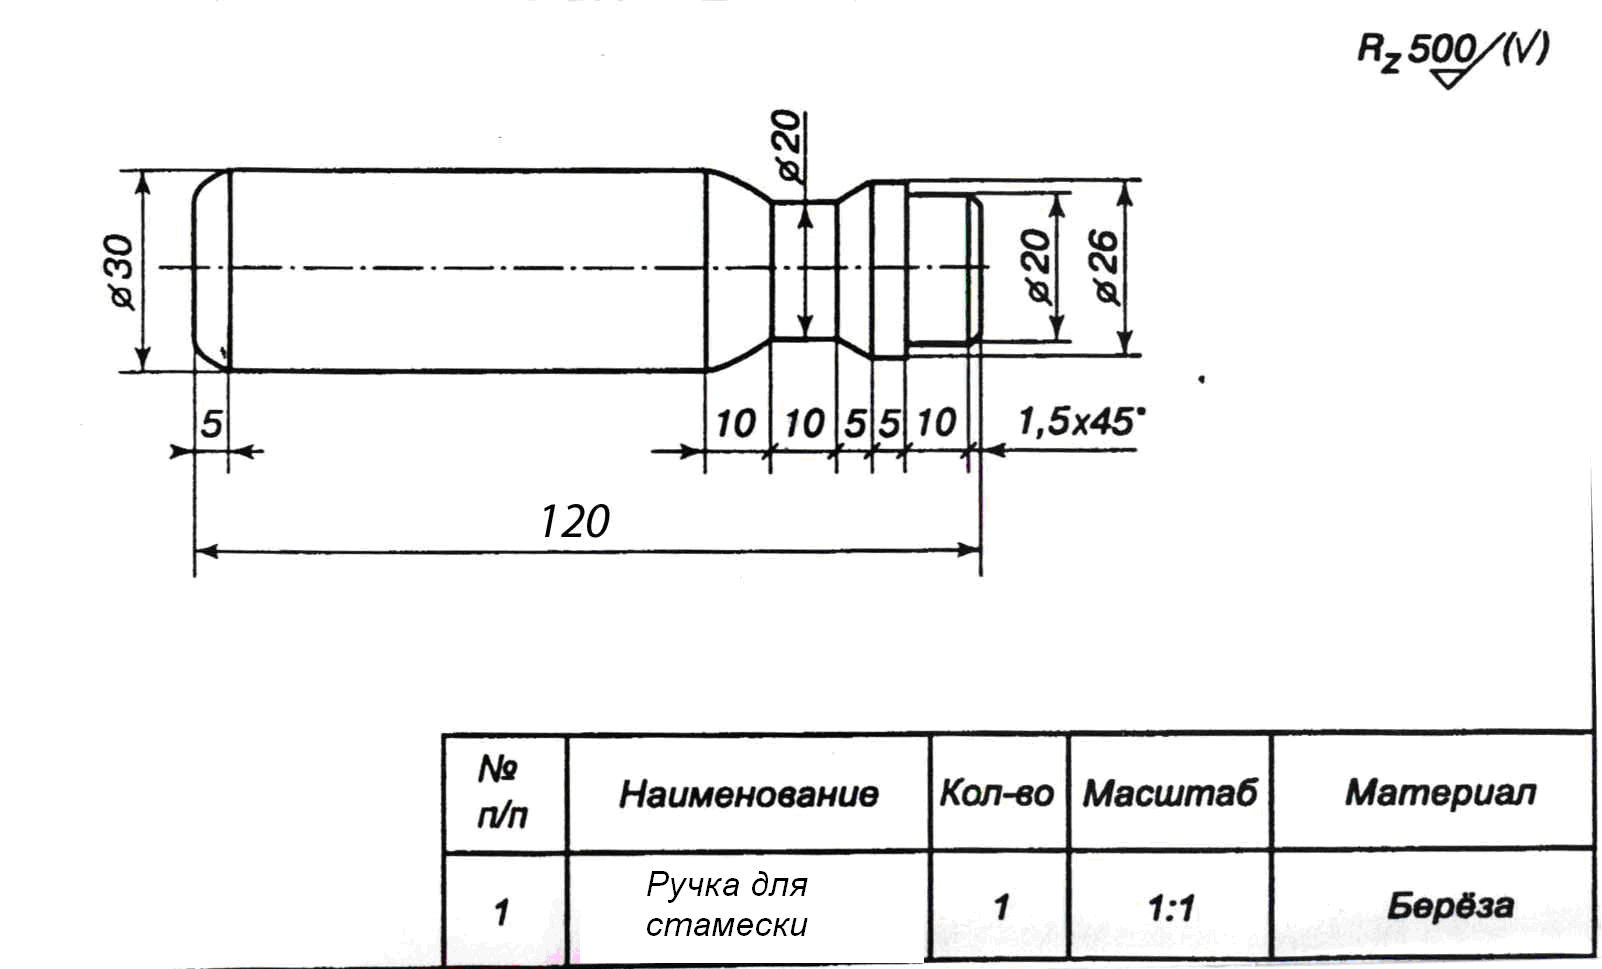 Rz 500/(√)
⌀20
⌀30
⌀20
⌀26
5
10
10
5
5
10
1,5x45°
120
№ п/п
Наименование
Кол-во
Масштаб
Материал
1
Ручка для
стамески
1
1:1
Берёза